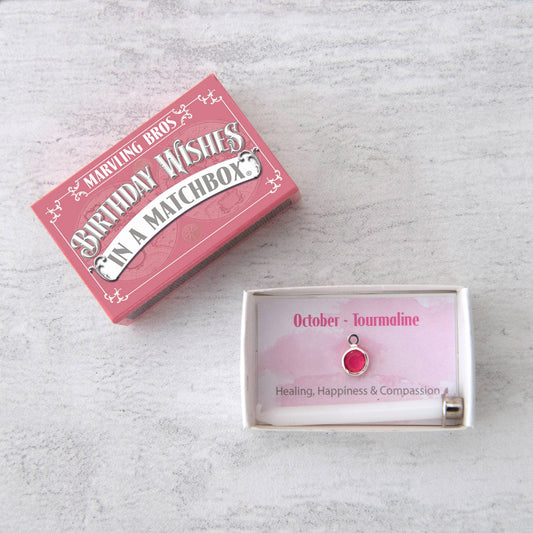 MARVLING BROS
BIRTHDAY WISHES
IN A MATCHBOX®
October - Tourmaline
Healing, Happiness & Compassion